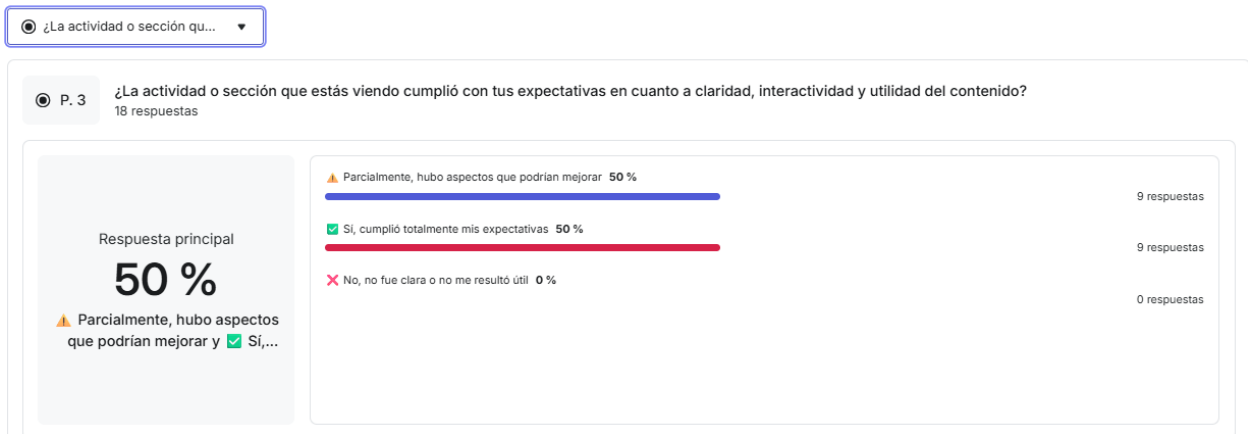 ¿La actividad o sección qu...
P. 3
¿La actividad o sección que estás viendo cumplió con tus expectativas en cuanto a claridad, interactividad y utilidad del contenido?
18 respuestas
Respuesta principal
50 %
⚠️ Parcialmente, hubo aspectos
que podrían mejorar y ✅ Sí,...
⚠️ Parcialmente, hubo aspectos que podrían mejorar 50 %
9 respuestas
✅ Sí, cumplió totalmente mis expectativas 50 %
9 respuestas
❌ No, no fue clara o no me resultó útil 0 %
0 respuestas